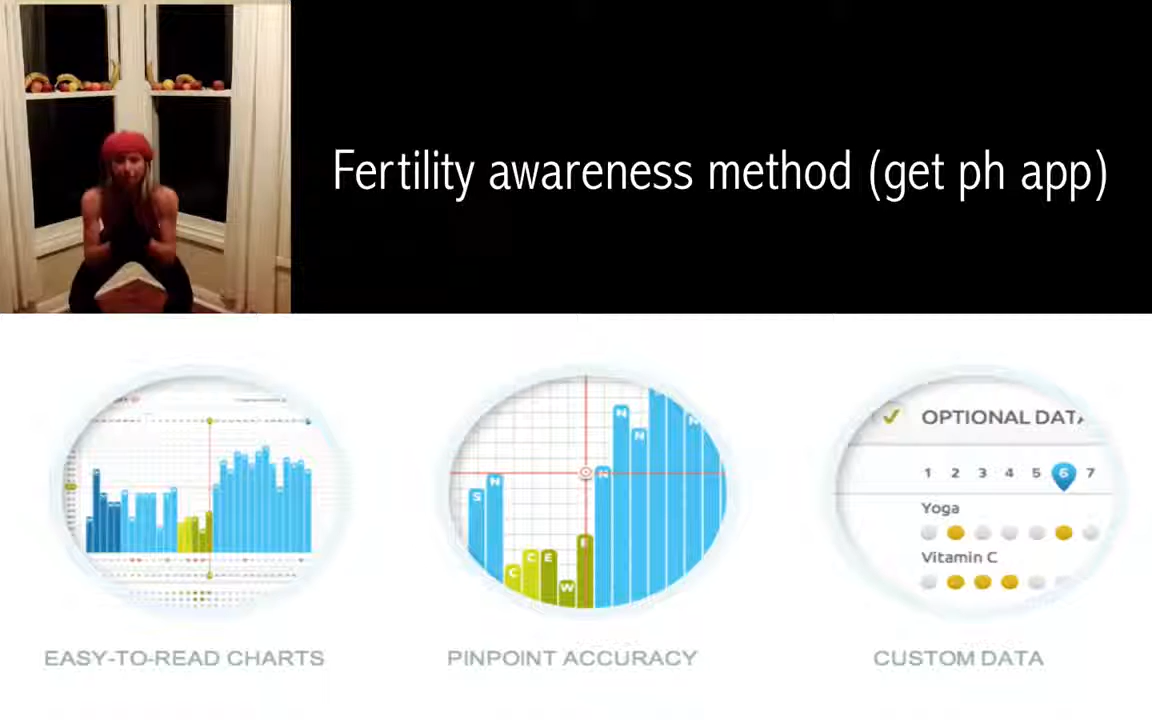 Fertility awareness method (get ph app)
OPTIONAL DATA
1 2 3 4 5 6 7
Yoga
Vitamin C
S N C C E W E N N N N
EASY-TO-READ CHARTS
PINPOINT ACCURACY
CUSTOM DATA